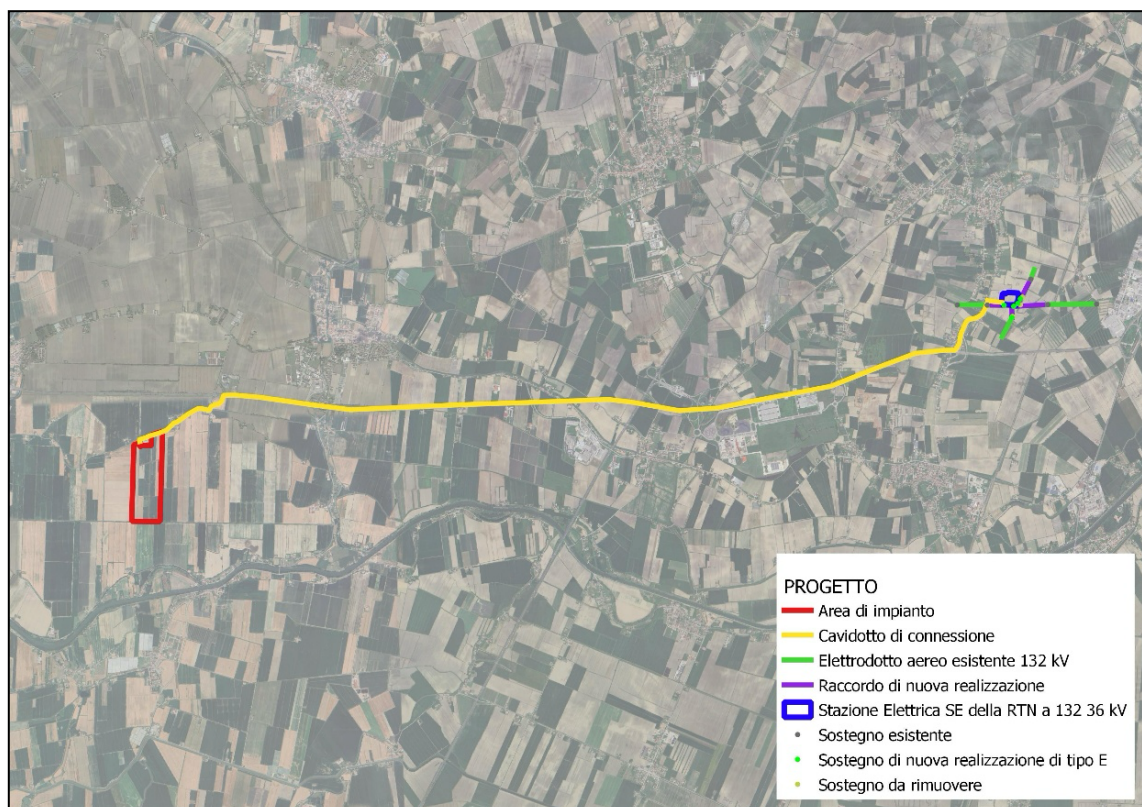 PROGETTO
Area di impianto
Cavidotto di connessione
Elettrodotto aereo esistente 132 kV
Raccordo di nuova realizzazione
Stazione Elettrica SE della RTN a 132 36 kV
Sostegno esistente
Sostegno di nuova realizzazione di tipo E
Sostegno da rimuovere